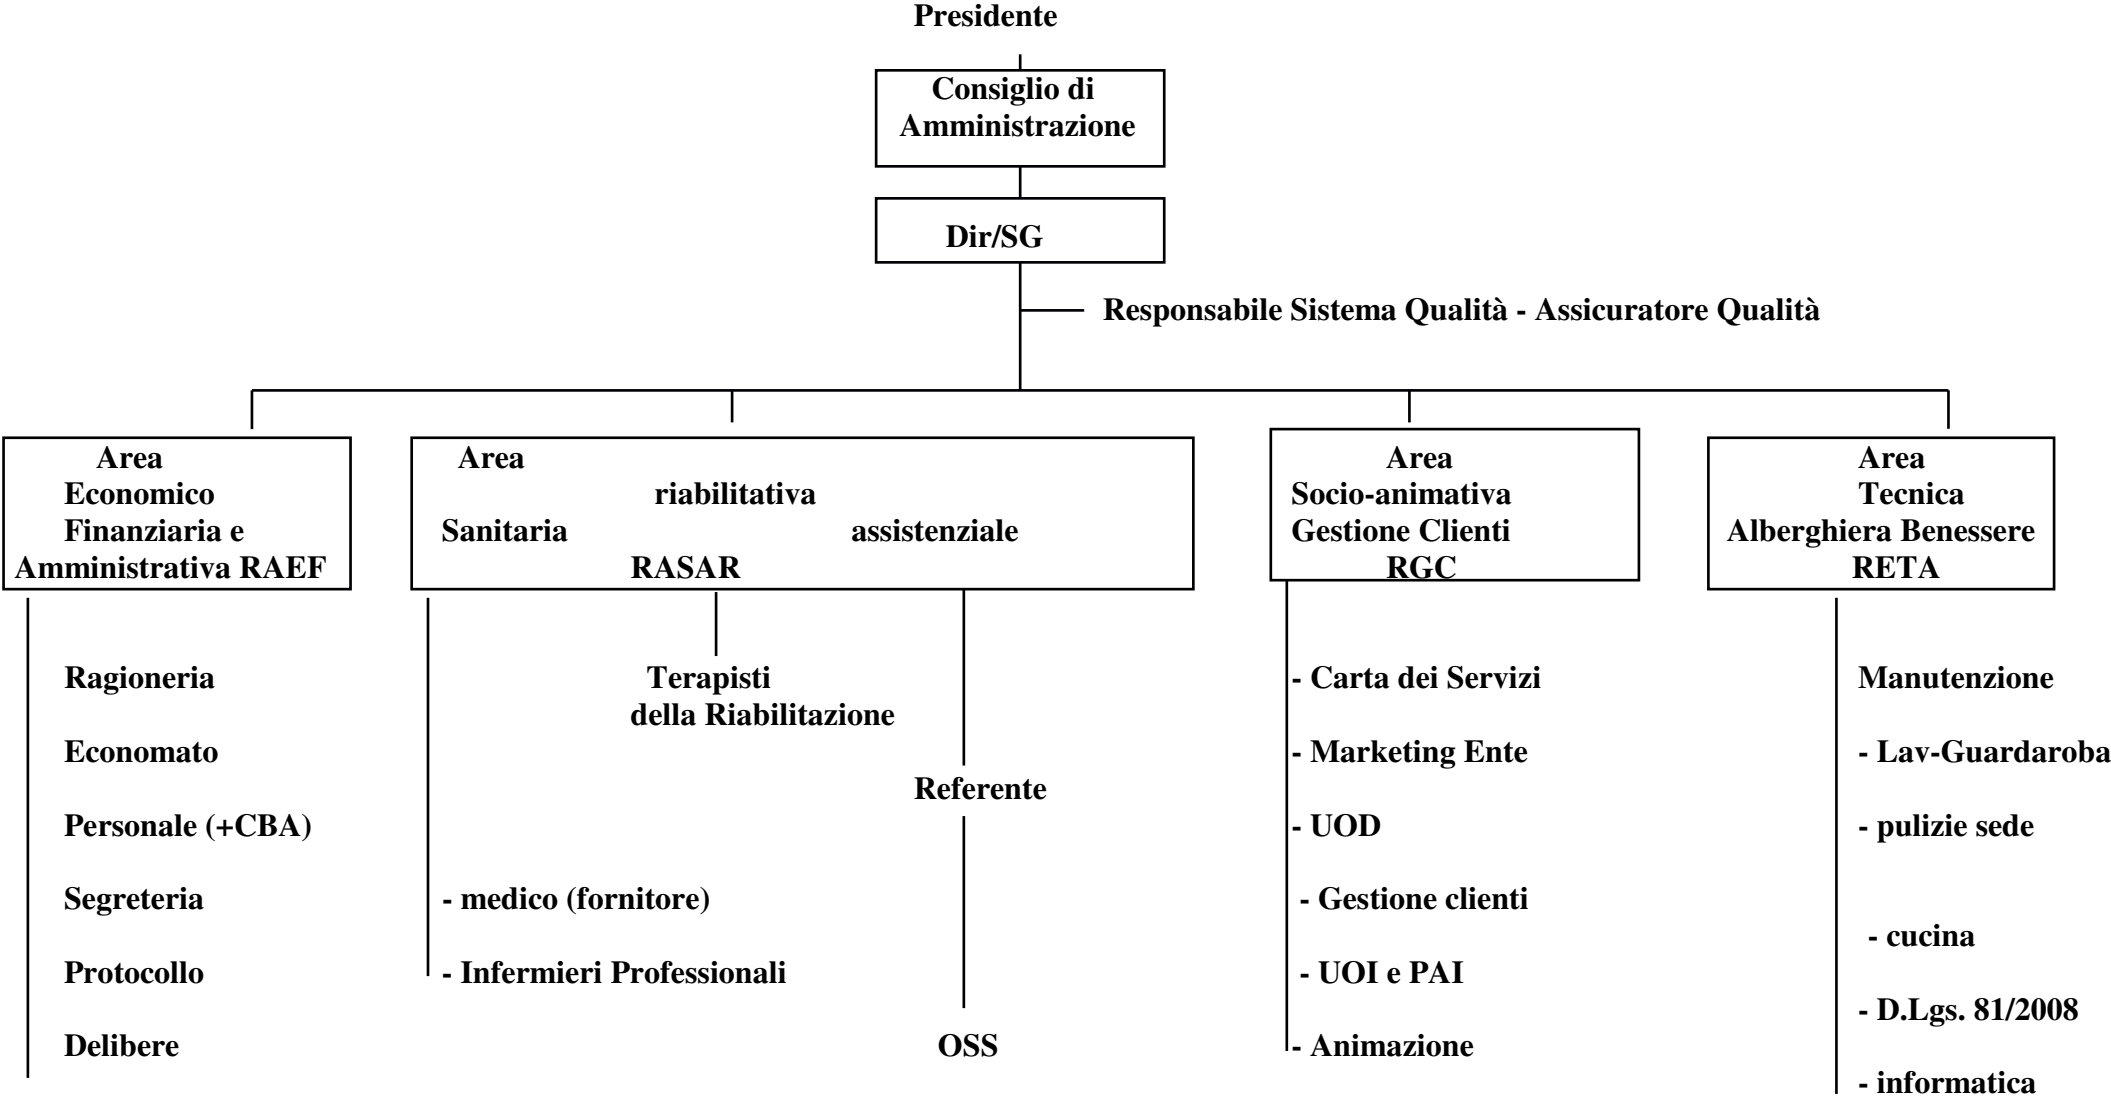 Presidente
Consiglio di
Amministrazione
Dir/SG
Responsabile Sistema Qualità - Assicuratore Qualità
Area
Economico
Finanziaria e
Amministrativa RAEF
Area
riabilitativa
Sanitaria assistenziale
RASAR
Area
Socio-animativa
Gestione Clienti
RGC
Area
Tecnica
Alberghiera Benessere
RETA
Ragioneria
Economato
Personale (+CBA)
Segreteria
Protocollo
Delibere
- medico (fornitore)
- Infermieri Professionali
Terapisti
della Riabilitazione
Referente
OSS
- Carta dei Servizi
- Marketing Ente
- UOD
- Gestione clienti
- UOI e PAI
- Animazione
Manutenzione
- Lav-Guardaroba
- pulizie sede
- cucina
- D.Lgs. 81/2008
- informatica